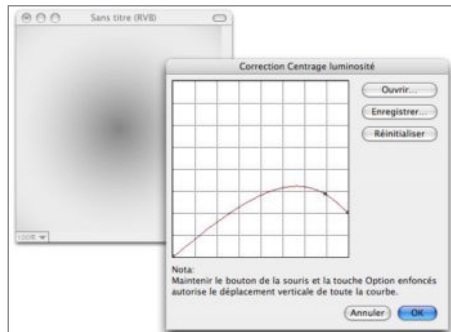 Sans titre (RVB)
100%
Correction Centrage luminosité
Ouvrir...
Enregistrer...
Réinitialiser
Nota:
Maintenir le bouton de la souris et la touche Option enfoncés
autorise le déplacement verticale de toute la courbe.
Annuler
OK